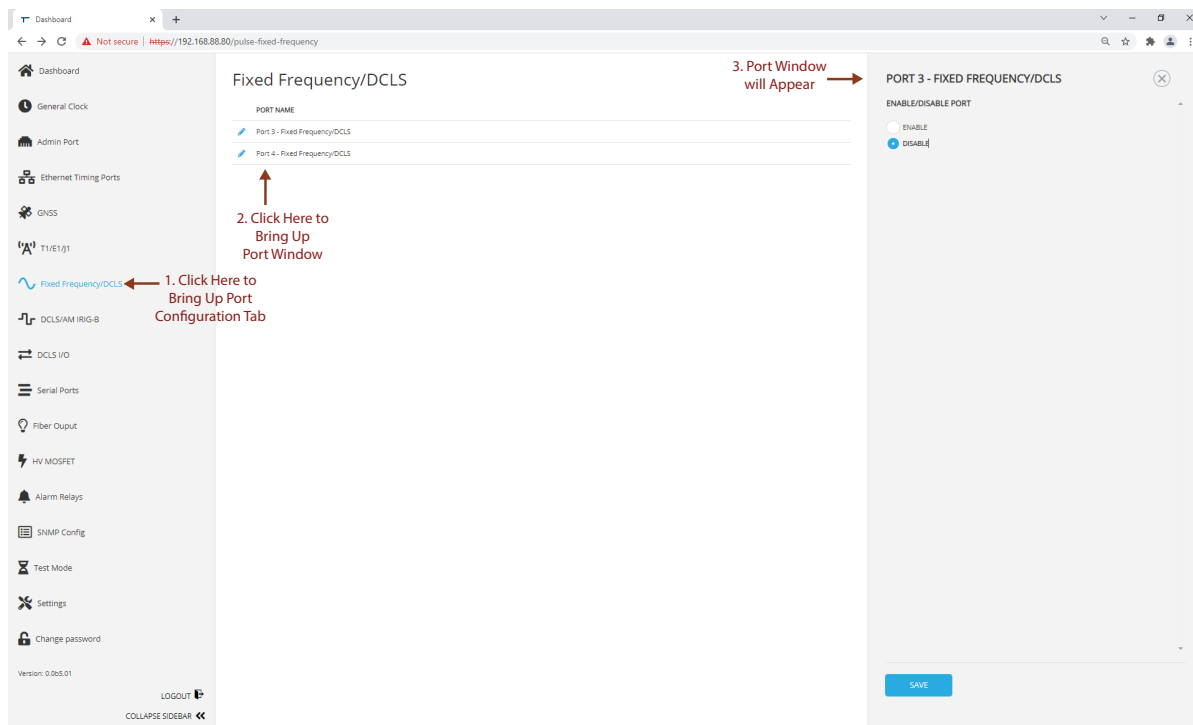 Dashboard
Not secure | https://192.168.88.80/pulse-fixed-frequency
Dashboard
General Clock
Admin Port
Ethernet Timing Ports
GNSS
T1/E1/J1
Fixed Frequency/DCLS
DCLS/AM IRIG-B
DCLS I/O
Serial Ports
Fiber Ouput
HV MOSFET
Alarm Relays
SNMP Config
Test Mode
Settings
Change password
Version: 0.0b5.01
LOGOUT
COLLAPSE SIDEBAR
1. Click Here to
Bring Up Port
Configuration Tab
Fixed Frequency/DCLS
PORT NAME
Port 3 - Fixed Frequency/DCLS
Port 4 - Fixed Frequency/DCLS
2. Click Here to
Bring Up
Port Window
3. Port Window
will Appear
PORT 3 - FIXED FREQUENCY/DCLS
ENABLE/DISABLE PORT
ENABLE
DISABLE
SAVE